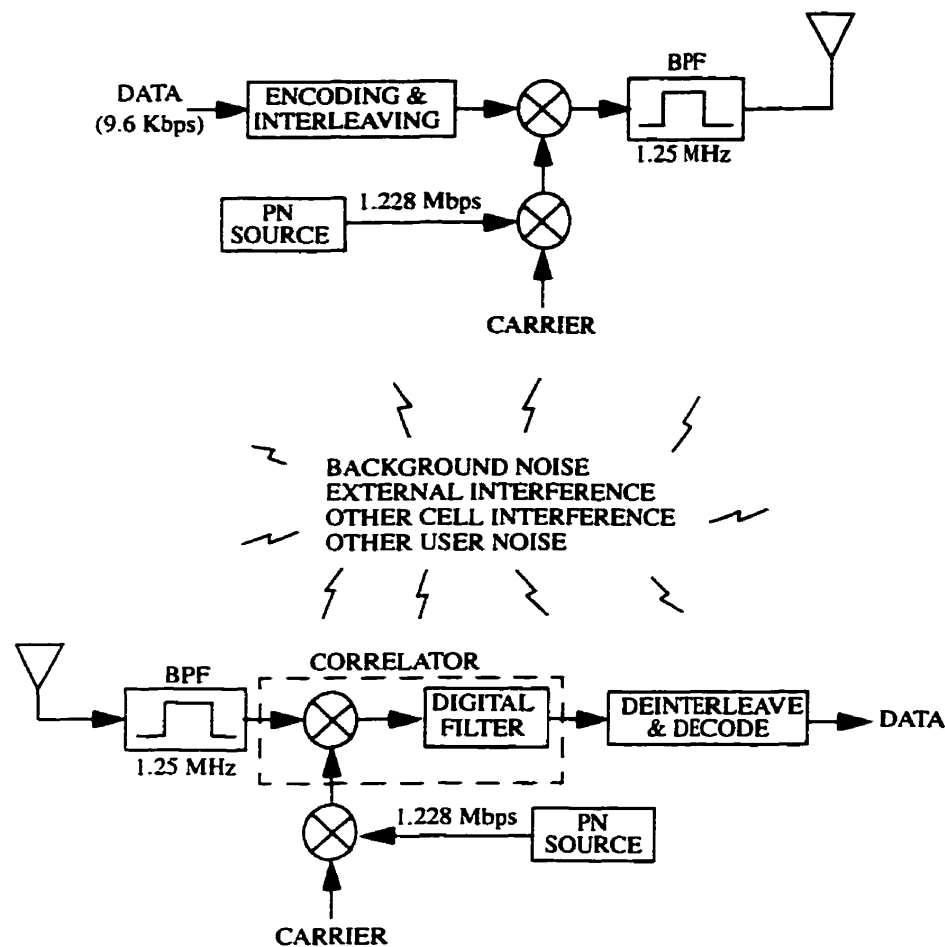 BPF
DATA
(9.6 Kbps)
ENCODING &
INTERLEAVING
1.25 MHz
1.228 Mbps
PN
SOURCE
CARRIER
BACKGROUND NOISE
EXTERNAL INTERFERENCE
OTHER CELL INTERFERENCE
OTHER USER NOISE
CORRELATOR
BPF
DIGITAL
FILTER
DEINTERLEAVE
& DECODE
DATA
1.25 MHz
1.228 Mbps
PN
SOURCE
CARRIER